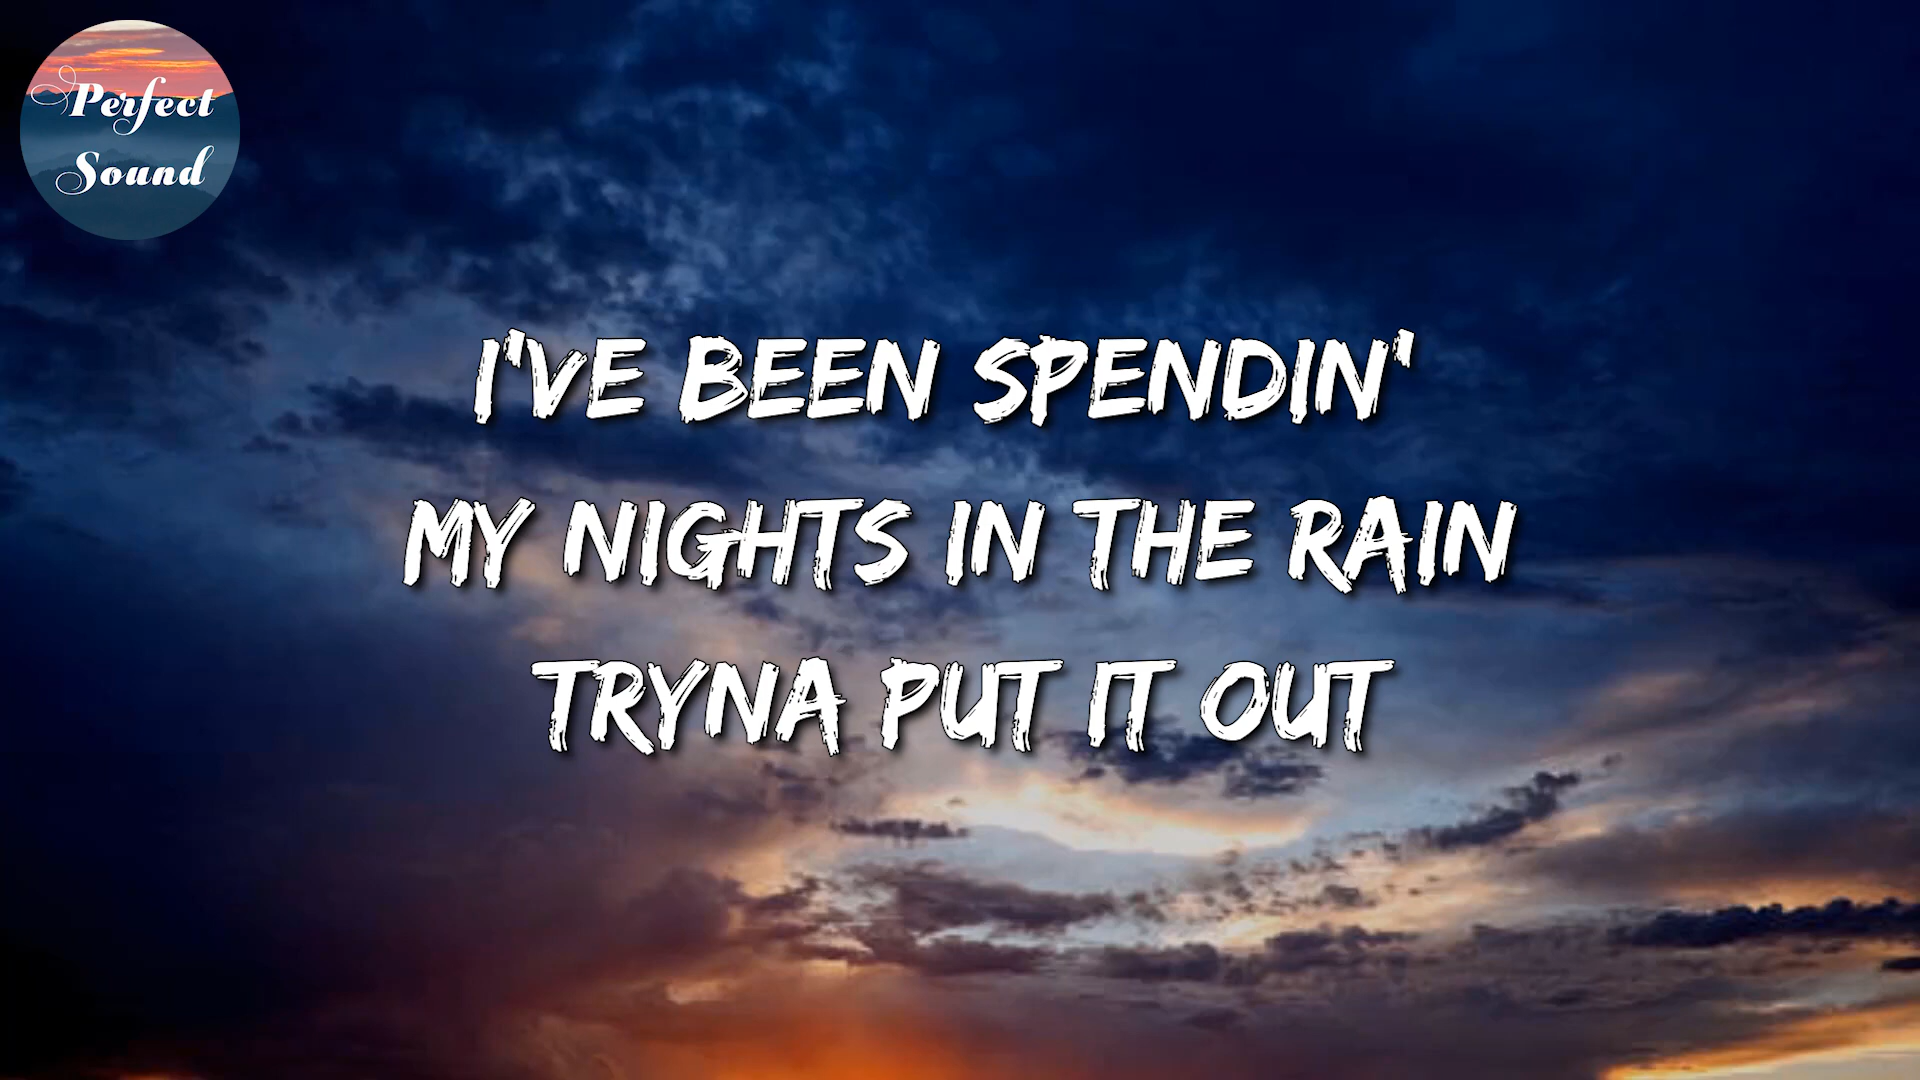 Perfect
Sound
I'VE BEEN SPENDIN'
MY NIGHTS IN THE RAIN
TRYNA PUT IT OUT